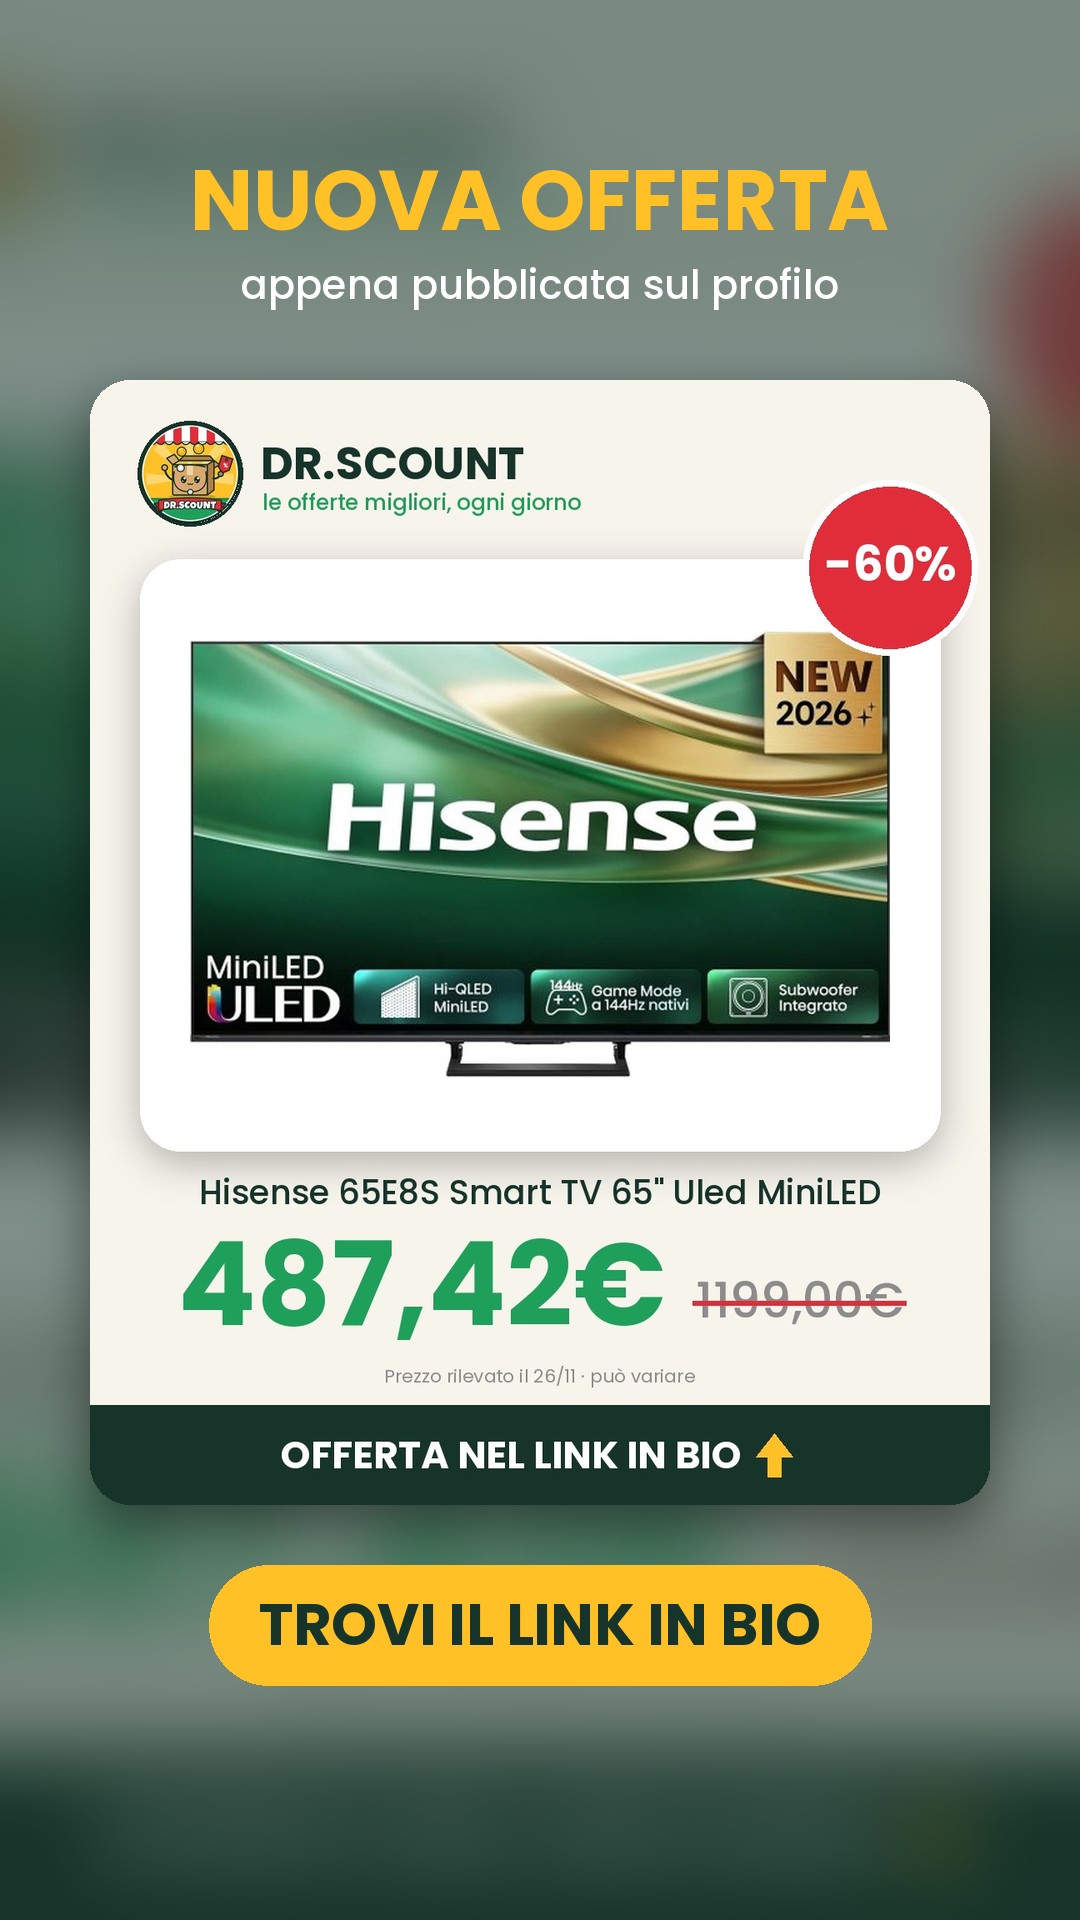 NUOVA OFFERTA
appena pubblicata sul profilo
DR.SCOUNT
DR.SCOUNT
le offerte migliori, ogni giorno
-60%
NEW
2026
Hisense
MiniLED
ULED
Hi-QLED
MiniLED
144Hz
Game Mode
a 144Hz nativi
Subwoofer
Integrato
Hisense 65E8S Smart TV 65" Uled MiniLED
487,42€ 1199,00€
Prezzo rilevato il 26/11 · può variare
OFFERTA NEL LINK IN BIO
TROVI IL LINK IN BIO